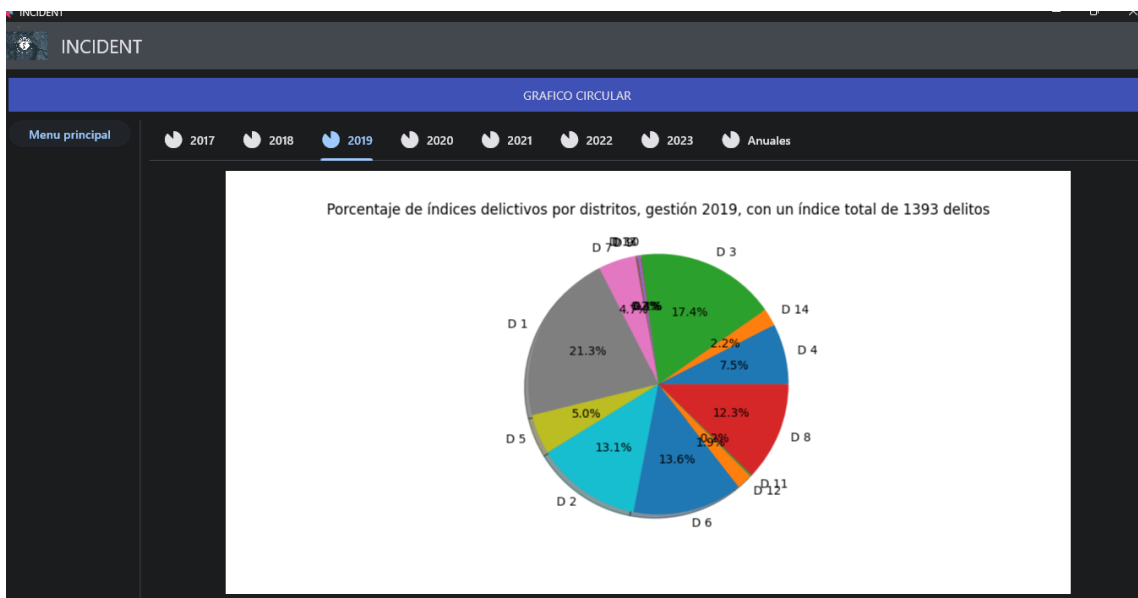 INCIDENT
INCIDENT
GRAFICO CIRCULAR
Menu principal
2017 2018 2019 2020 2021 2022 2023 Anuales
Porcentaje de índices delictivos por distritos, gestión 2019, con un índice total de 1393 delitos
D 7
D 3
D 14
D 1
D 4
17.4%
21.3%
2.2%
7.5%
5.0%
12.3%
D 5
13.1%
D 8
13.6%
D 11
D 12
D 2
D 6